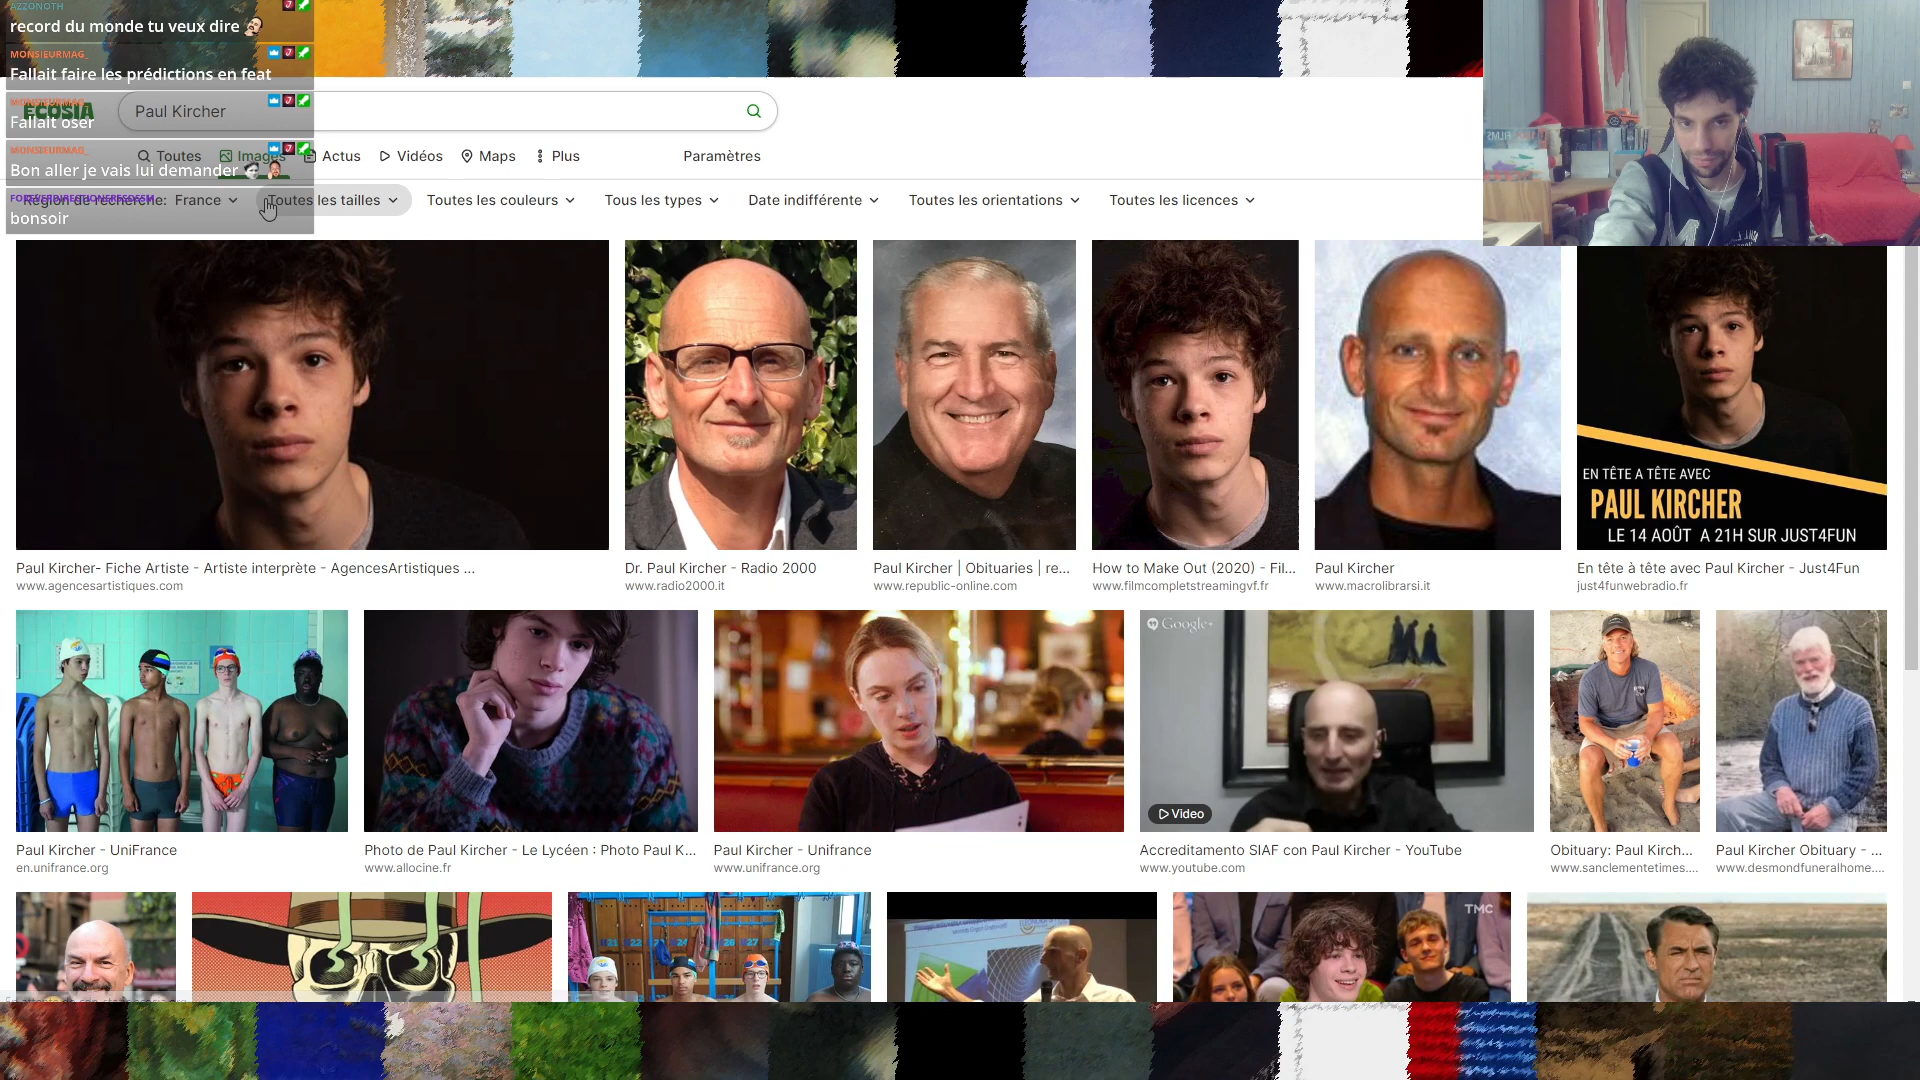 AZZONOTH
record du monde tu veux dire
MONSIEURMAG_
Fallait faire les prédictions en feat
MONSIEURMAG_
Fallait oser
MONSIEURMAG_
Bon aller je vais lui demander
bonsoir
ECOSIA
Paul Kircher
Toutes Images Actus Vidéos Maps Plus Paramètres
Région de recherche: France Toutes les tailles Toutes les couleurs Tous les types Date indifférente Toutes les orientations Toutes les licences
EN TÊTE A TÊTE AVEC
PAUL KIRCHER
LE 14 AOÛT A 21H SUR JUST4FUN
Paul Kircher- Fiche Artiste - Artiste interprète - AgencesArtistiques ...
www.agencesartistiques.com
Dr. Paul Kircher - Radio 2000
www.radio2000.it
Paul Kircher | Obituaries | re...
www.republic-online.com
How to Make Out (2020) - Fil...
www.filmcompletstreamingvf.fr
Paul Kircher
www.macrolibrarsi.it
En tête à tête avec Paul Kircher - Just4Fun
just4funwebradio.fr
Google+
Video
Paul Kircher - UniFrance
en.unifrance.org
Photo de Paul Kircher - Le Lycéen : Photo Paul K...
www.allocine.fr
Paul Kircher - Unifrance
www.unifrance.org
Accreditamento SIAF con Paul Kircher - YouTube
www.youtube.com
Obituary: Paul Kirch...
www.sanclementetimes....
Paul Kircher Obituary - ...
www.desmondfuneralhome....
TMC